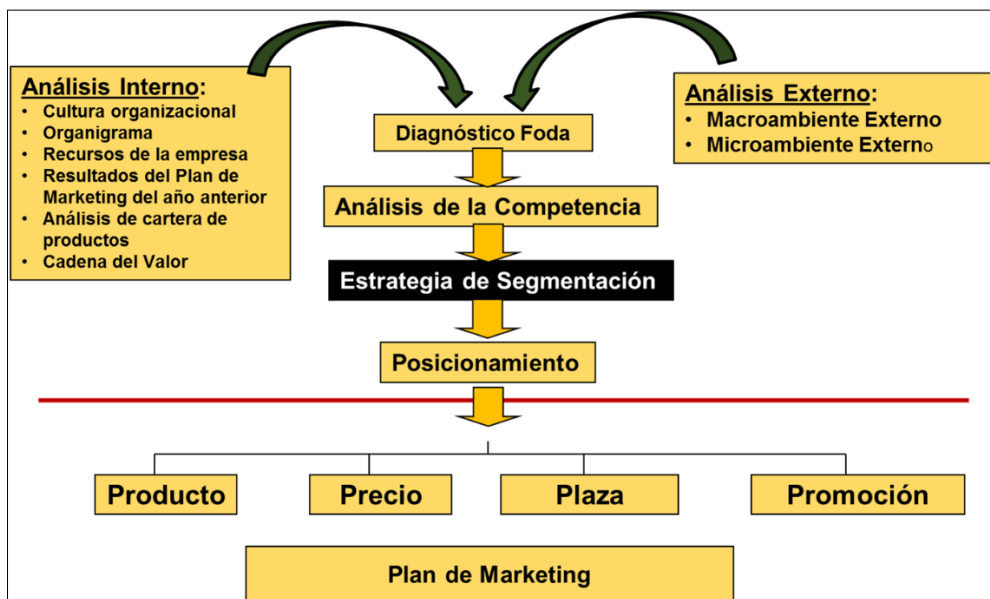 Análisis Interno:
• Cultura organizacional
• Organigrama
• Recursos de la empresa
• Resultados del Plan de
Marketing del año anterior
• Análisis de cartera de
productos
• Cadena del Valor
Análisis Externo:
• Macroambiente Externo
• Microambiente Externo
Diagnóstico Foda
Análisis de la Competencia
Estrategia de Segmentación
Posicionamiento
Producto
Precio
Plaza
Promoción
Plan de Marketing